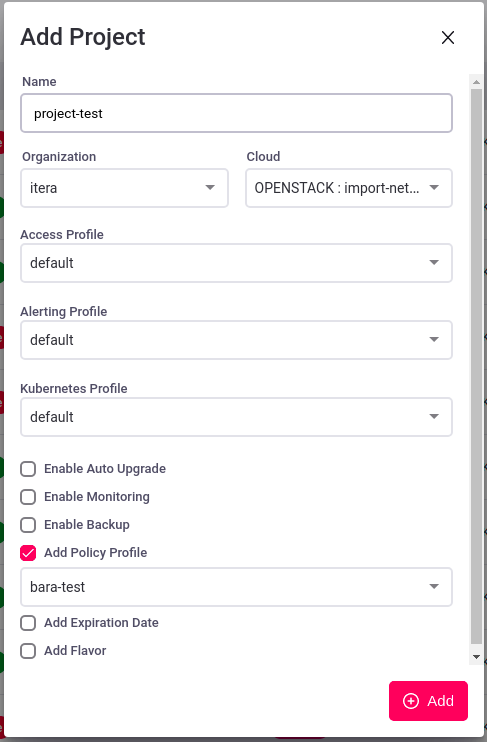 Add Project
Name
project-test
Organization
Cloud
itera
OPENSTACK : import-net...
Access Profile
default
Alerting Profile
default
Kubernetes Profile
default
Enable Auto Upgrade
Enable Monitoring
Enable Backup
Add Policy Profile
bara-test
Add Expiration Date
Add Flavor
Add